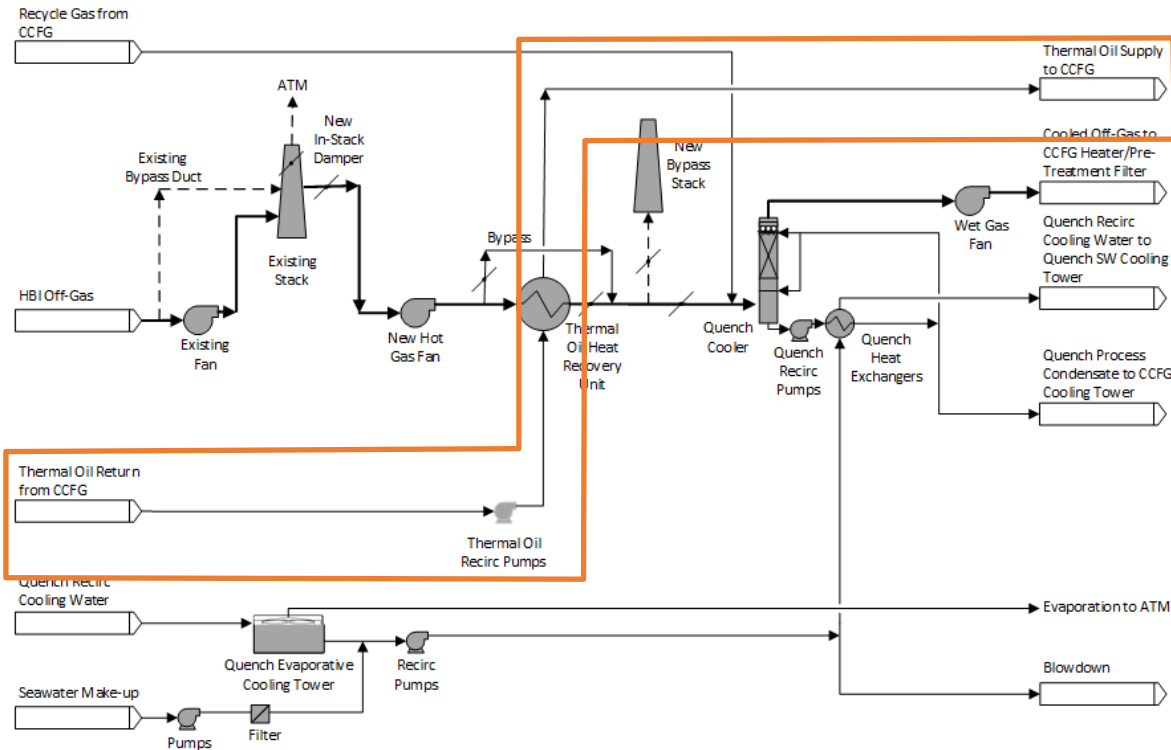 Recycle Gas from
CCFG
Thermal Oil Supply
to CCFG
ATM
New
In-Stack
Damper
Existing
Bypass Duct
New
Bypass
Stack
Cooled Off-Gas to
CCFG Heater/Pre-
Treatment Filter
Wet Gas
Fan
Existing
Stack
Bypass
Quench Recirc
Cooling Water to
Quench SW Cooling
Tower
HBI Off-Gas
Existing
Fan
New Hot
Gas Fan
Thermal
Oil Heat
Recovery
Unit
Quench
Cooler
Quench
Recirc
Pumps
Quench
Heat
Exchangers
Quench Process
Condensate to CCFG
Cooling Tower
Thermal Oil Return
from CCFG
Thermal Oil
Recirc Pumps
Quench Recirc
Cooling Water
Evaporation to ATM
Quench Evaporative
Cooling Tower
Recirc
Pumps
Blowdown
Seawater Make-up
Pumps
Filter